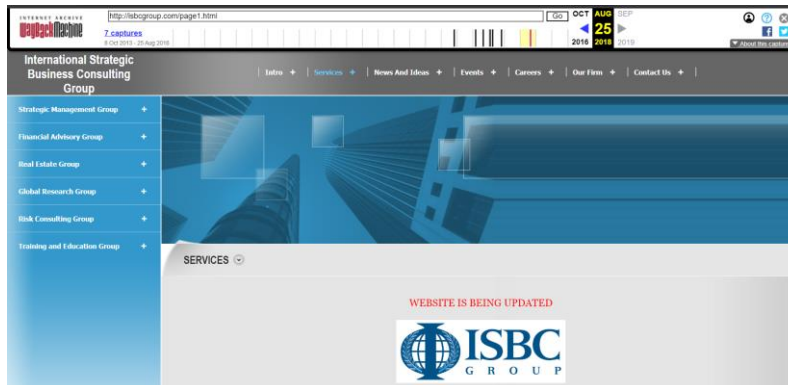 INTERNET ARCHIVE
WayBackMachine
http://isbcgroup.com/page1.html
Go
OCT AUG SEP
7 captures
25
9 Oct 2013 - 25 Aug 2018
2016 2018 2019
About this capture
International Strategic
Business Consulting
Group
| Intro + | Services + | News And Ideas + | Events + | Careers + | Our Firm + | Contact Us + |
Strategic Management Group +
Financial Advisory Group +
Real Estate Group +
Global Research Group +
Risk Consulting Group +
Training and Education Group +
SERVICES
WEBSITE IS BEING UPDATED
ISBC
GROUP